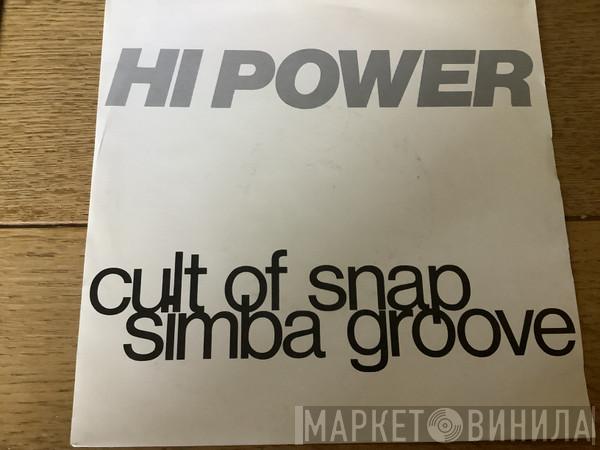 HI POWER
cult of snap
simba groove
МАРКЕТ ВИНИЛА